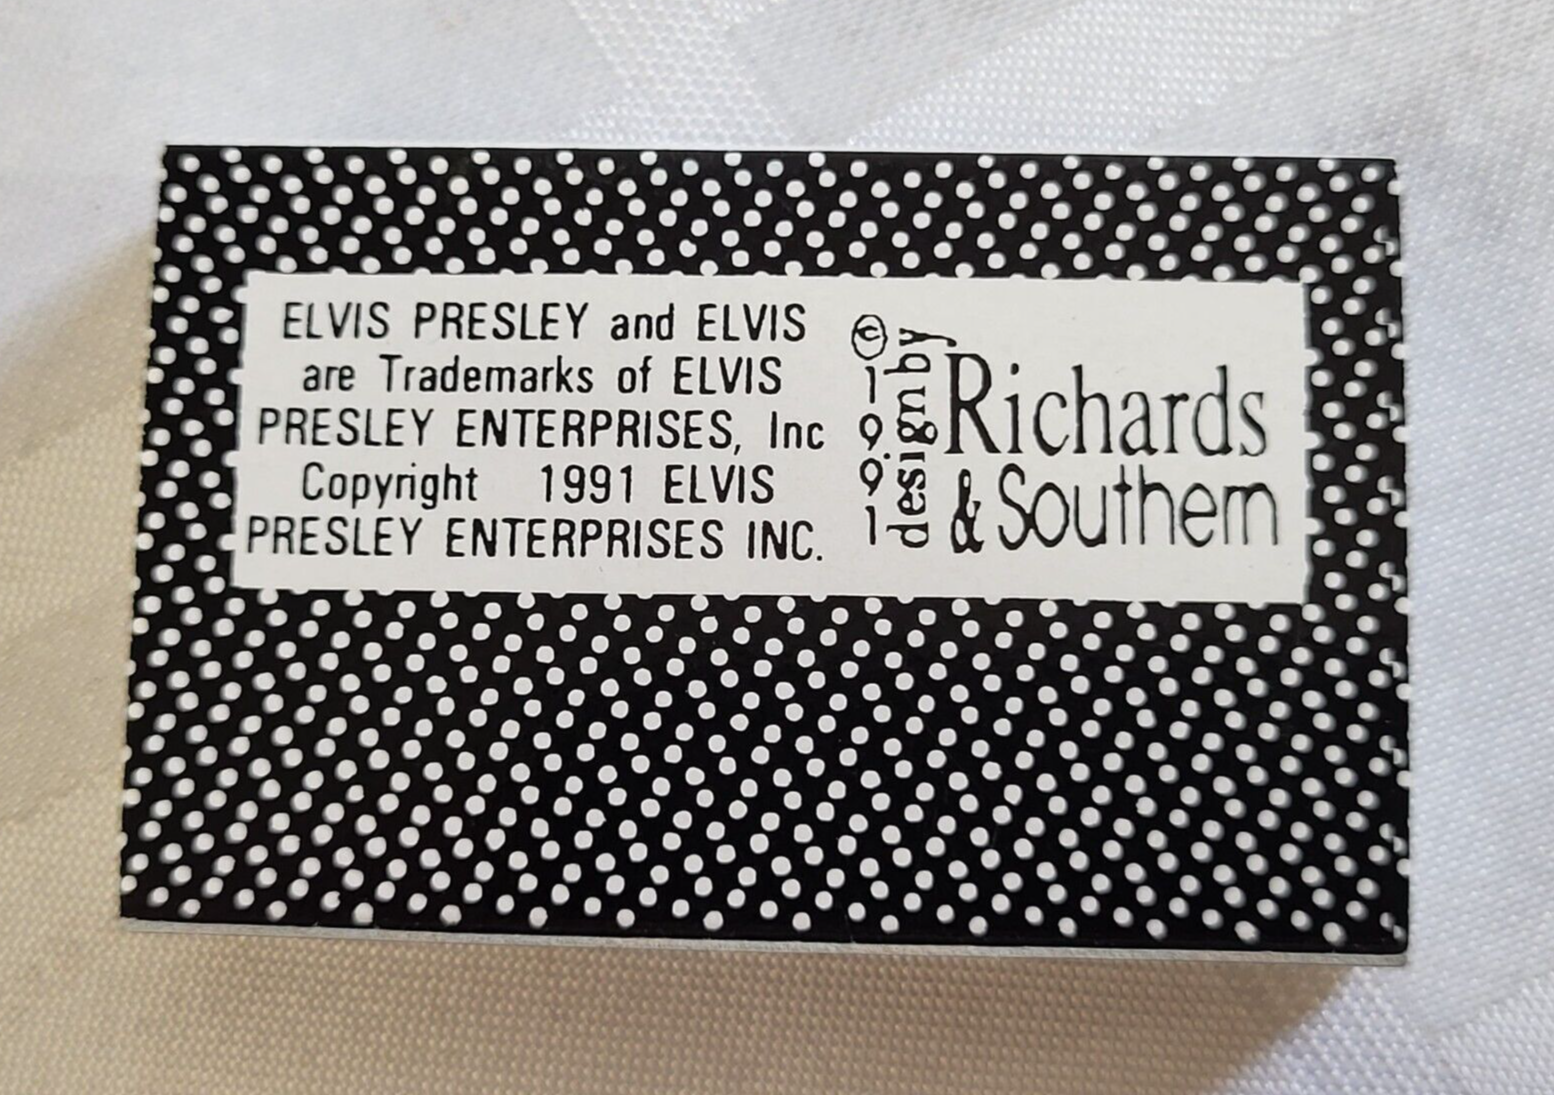 ELVIS PRESLEY and ELVIS
are Trademarks of ELVIS
PRESLEY ENTERPRISES, Inc
Copyright 1991 ELVIS
PRESLEY ENTERPRISES INC.
1991 ©
design by
Richards
& Southern